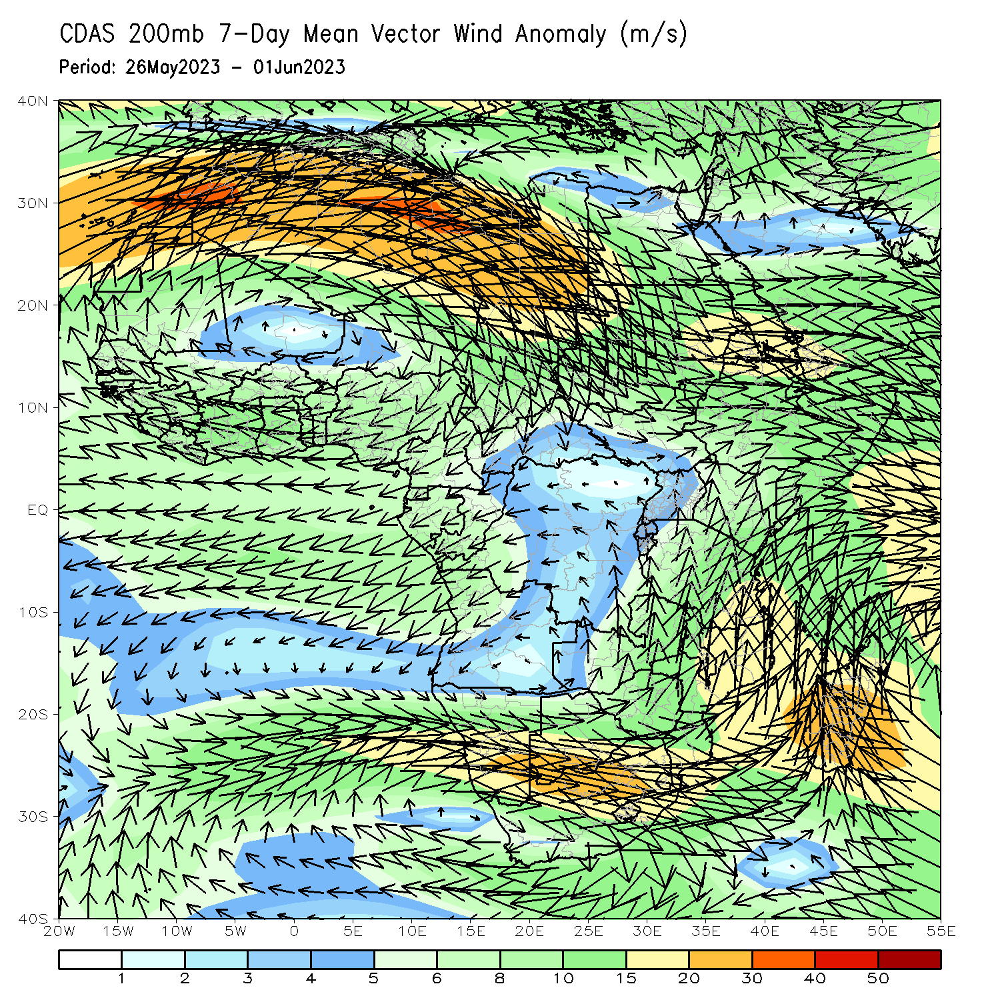 CDAS 200mb 7-Day Mean Vector Wind Anomaly (m/s)
Period: 26May2023 - 01Jun2023
40N
30N
20N
10N
EQ
10S
20S
30S
40S
20W 15W 10W 5W 0 5E 10E 15E 20E 25E 30E 35E 40E 45E 50E 55E
1 2 3 4 5 6 8 10 15 20 30 40 50